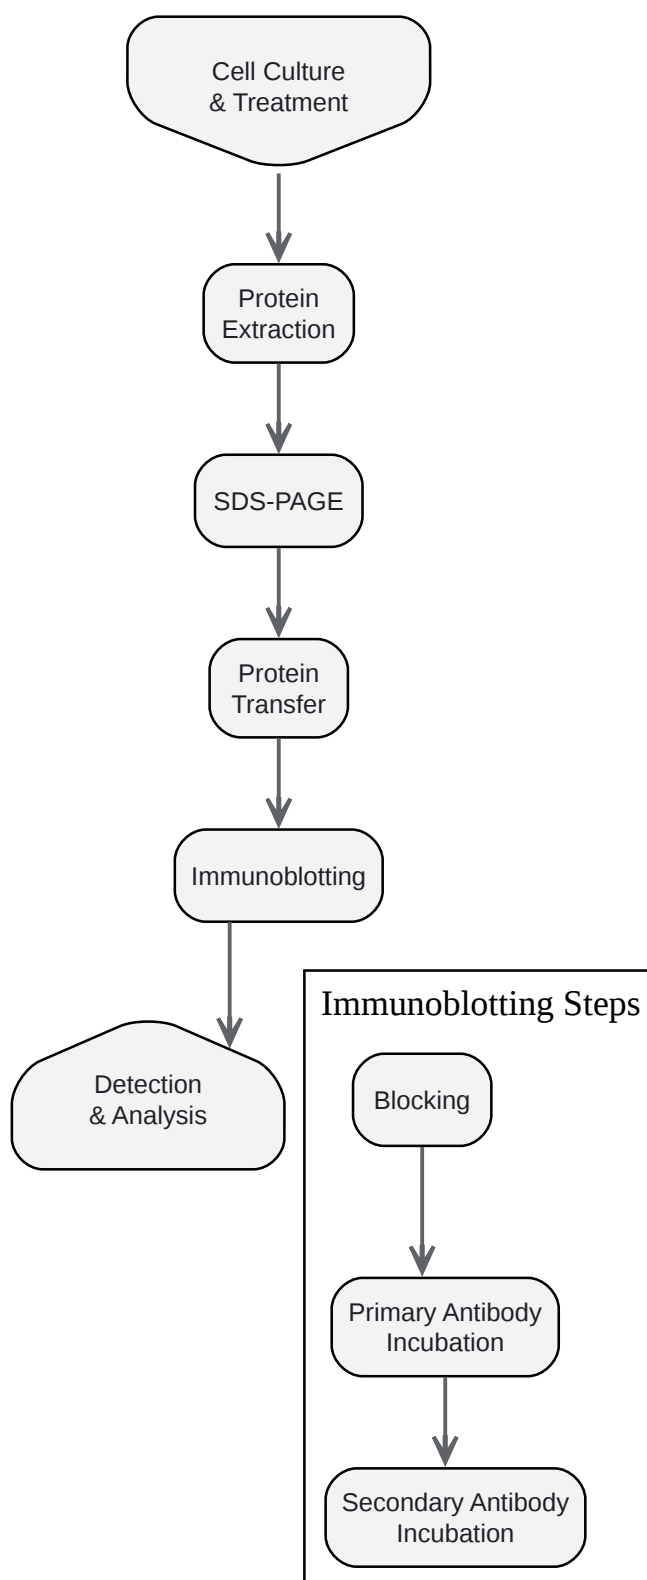 Cell Culture
& Treatment
Protein
Extraction
SDS-PAGE
Protein
Transfer
Immunoblotting
Detection
& Analysis
Immunoblotting Steps
Blocking
Primary Antibody
Incubation
Secondary Antibody
Incubation